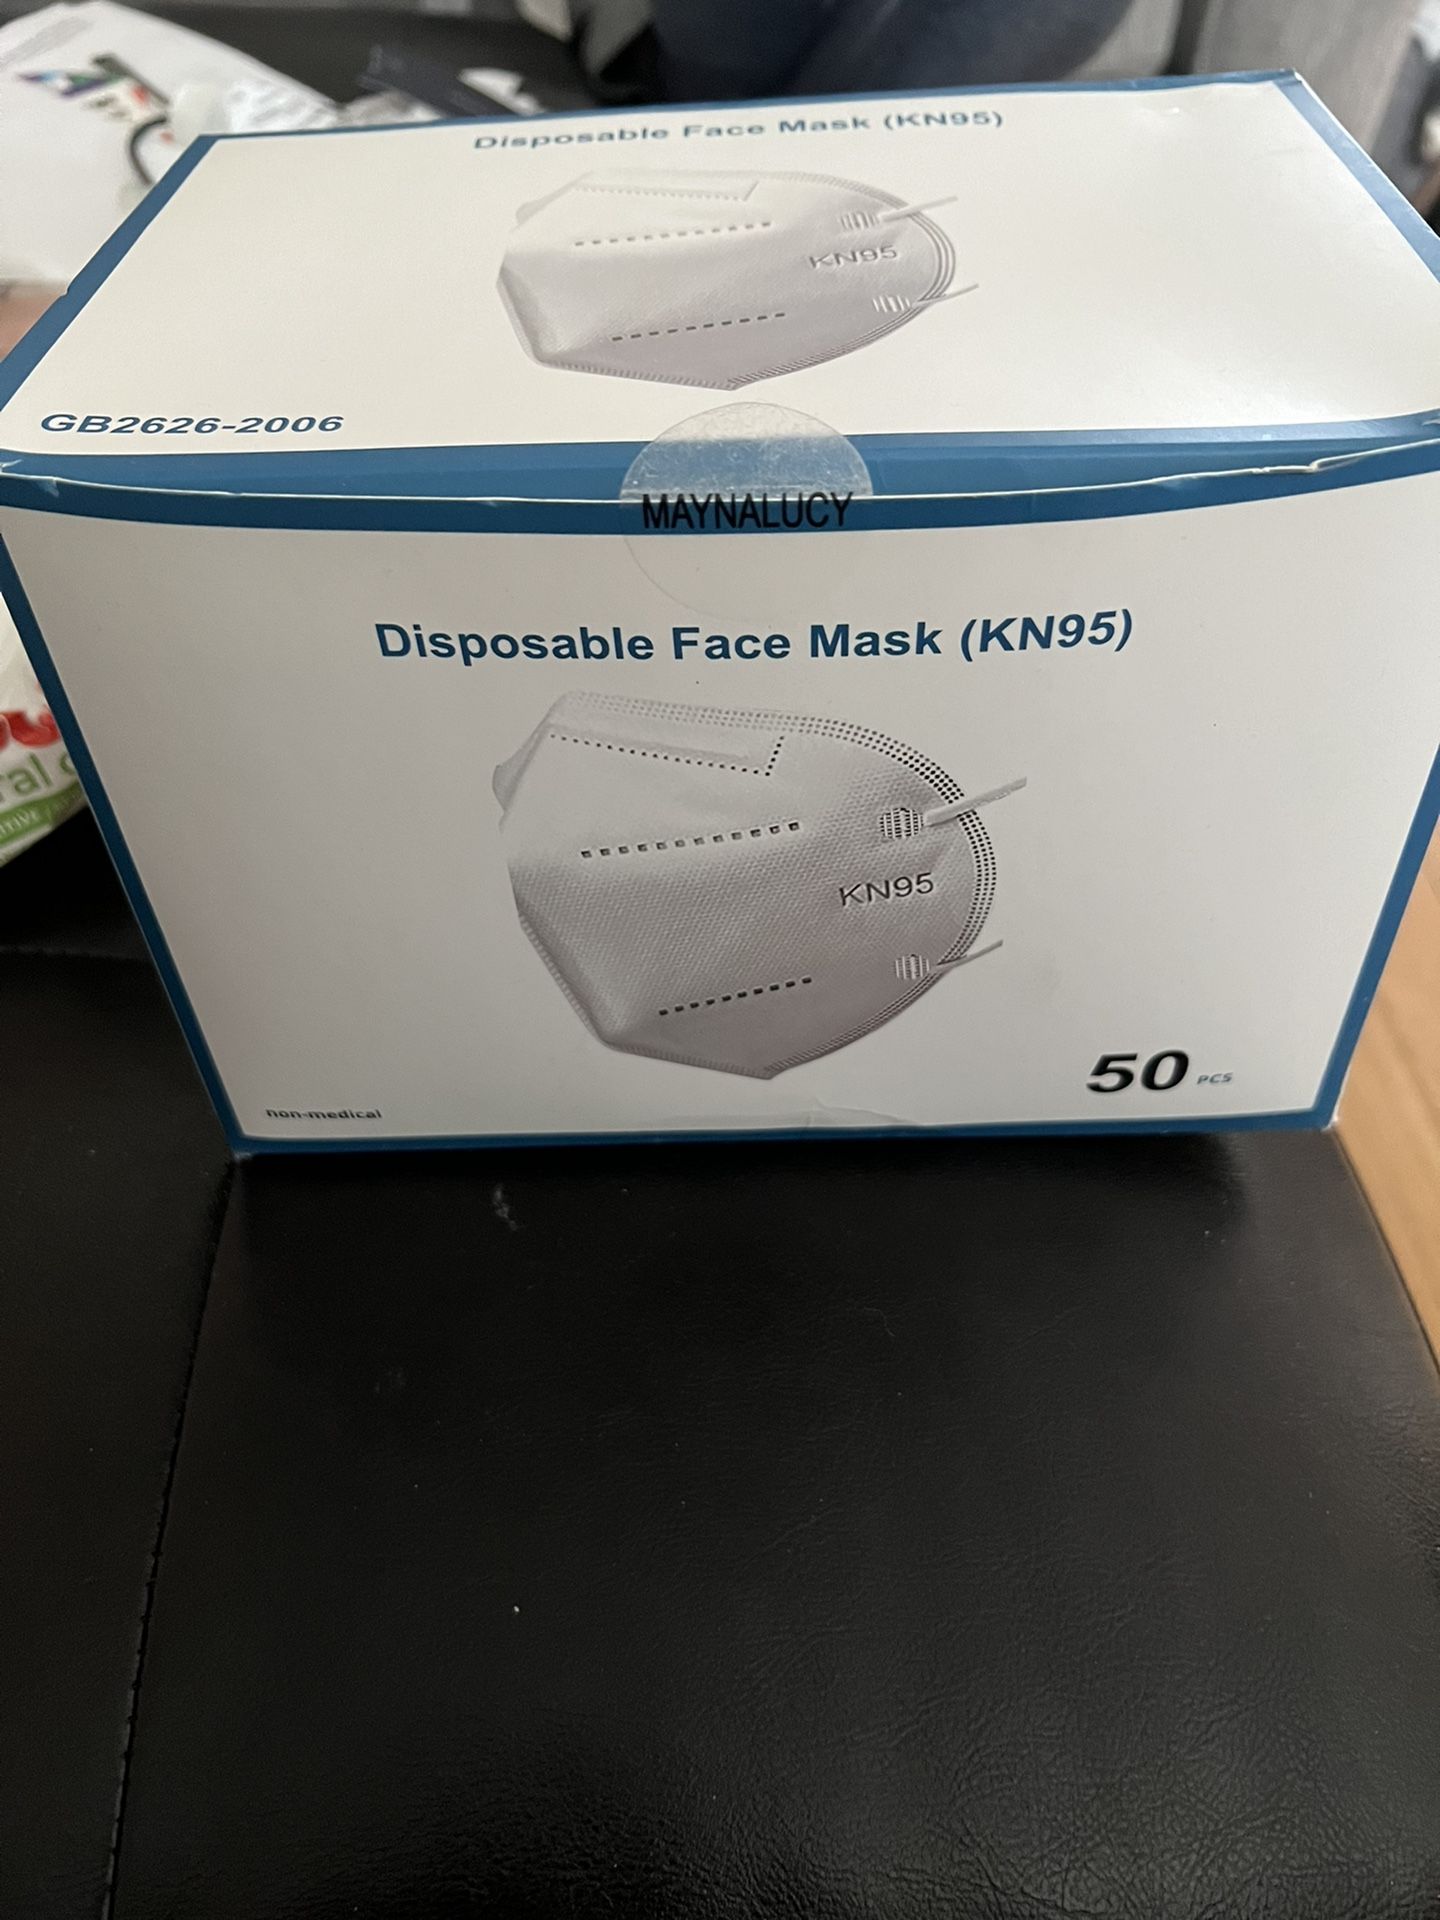 Disposable Face Mask (KN95)
KN95
GB2626-2006
MAYNALUCY
Disposable Face Mask (KN95)
KN95
50 PCS
non-medical